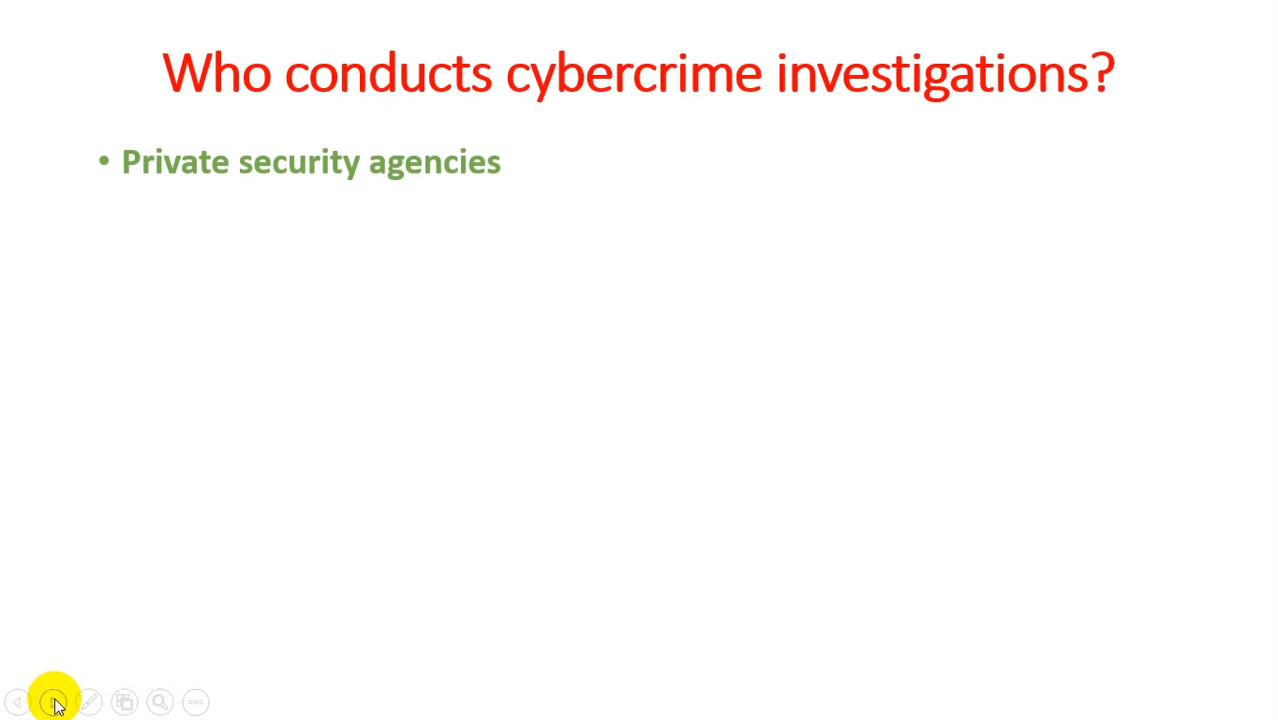 Who conducts cybercrime investigations?
• Private security agencies